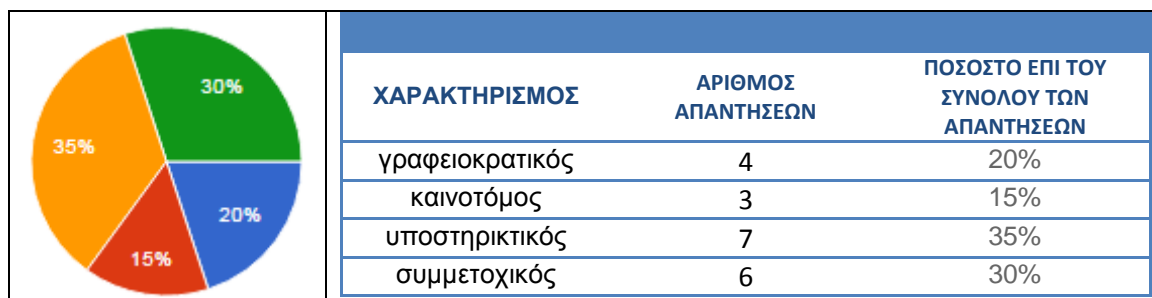 30%
35%
20%
15%
ΧΑΡΑΚΤΗΡΙΣΜΟΣ ΑΡΙΘΜΟΣ ΑΠΑΝΤΗΣΕΩΝ ΠΟΣΟΣΤΟ ΕΠΙ ΤΟΥ ΣΥΝΟΛΟΥ ΤΩΝ ΑΠΑΝΤΗΣΕΩΝ
γραφειοκρατικός 4 20%
καινοτόμος 3 15%
υποστηρικτικός 7 35%
συμμετοχικός 6 30%